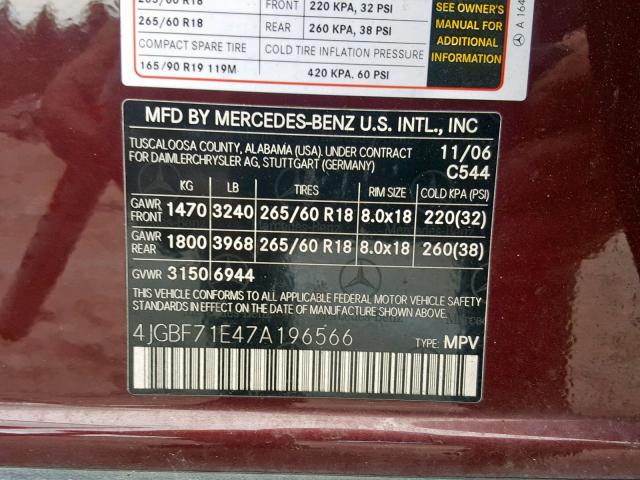 265/60 R18 FRONT 220 KPA, 32 PSI
265/60 R18 REAR 260 KPA, 38 PSI
COMPACT SPARE TIRE COLD TIRE INFLATION PRESSURE
165/90 R19 119M 420 KPA, 60 PSI
SEE OWNER'S
MANUAL FOR
ADDITIONAL
INFORMATION
A 164
MFD BY MERCEDES-BENZ U.S. INTL., INC
TUSCALOOSA COUNTY, ALABAMA (USA). UNDER CONTRACT 11/06
FOR DAIMLERCHRYSLER AG, STUTTGART (GERMANY) C544
KG LB TIRES RIM SIZE COLD KPA (PSI)
GAWR FRONT 1470 3240 265/60 R18 8.0x18 220(32)
GAWR REAR 1800 3968 265/60 R18 8.0x18 260(38)
GVWR 3150 6944
THIS VEHICLE CONFORMS TO ALL APPLICABLE FEDERAL MOTOR VEHICLE SAFETY
STANDARDS IN EFFECT ON THE DATE OF MANUFACTURE SHOWN ABOVE.
4JGBF71E47A196566 TYPE: MPV